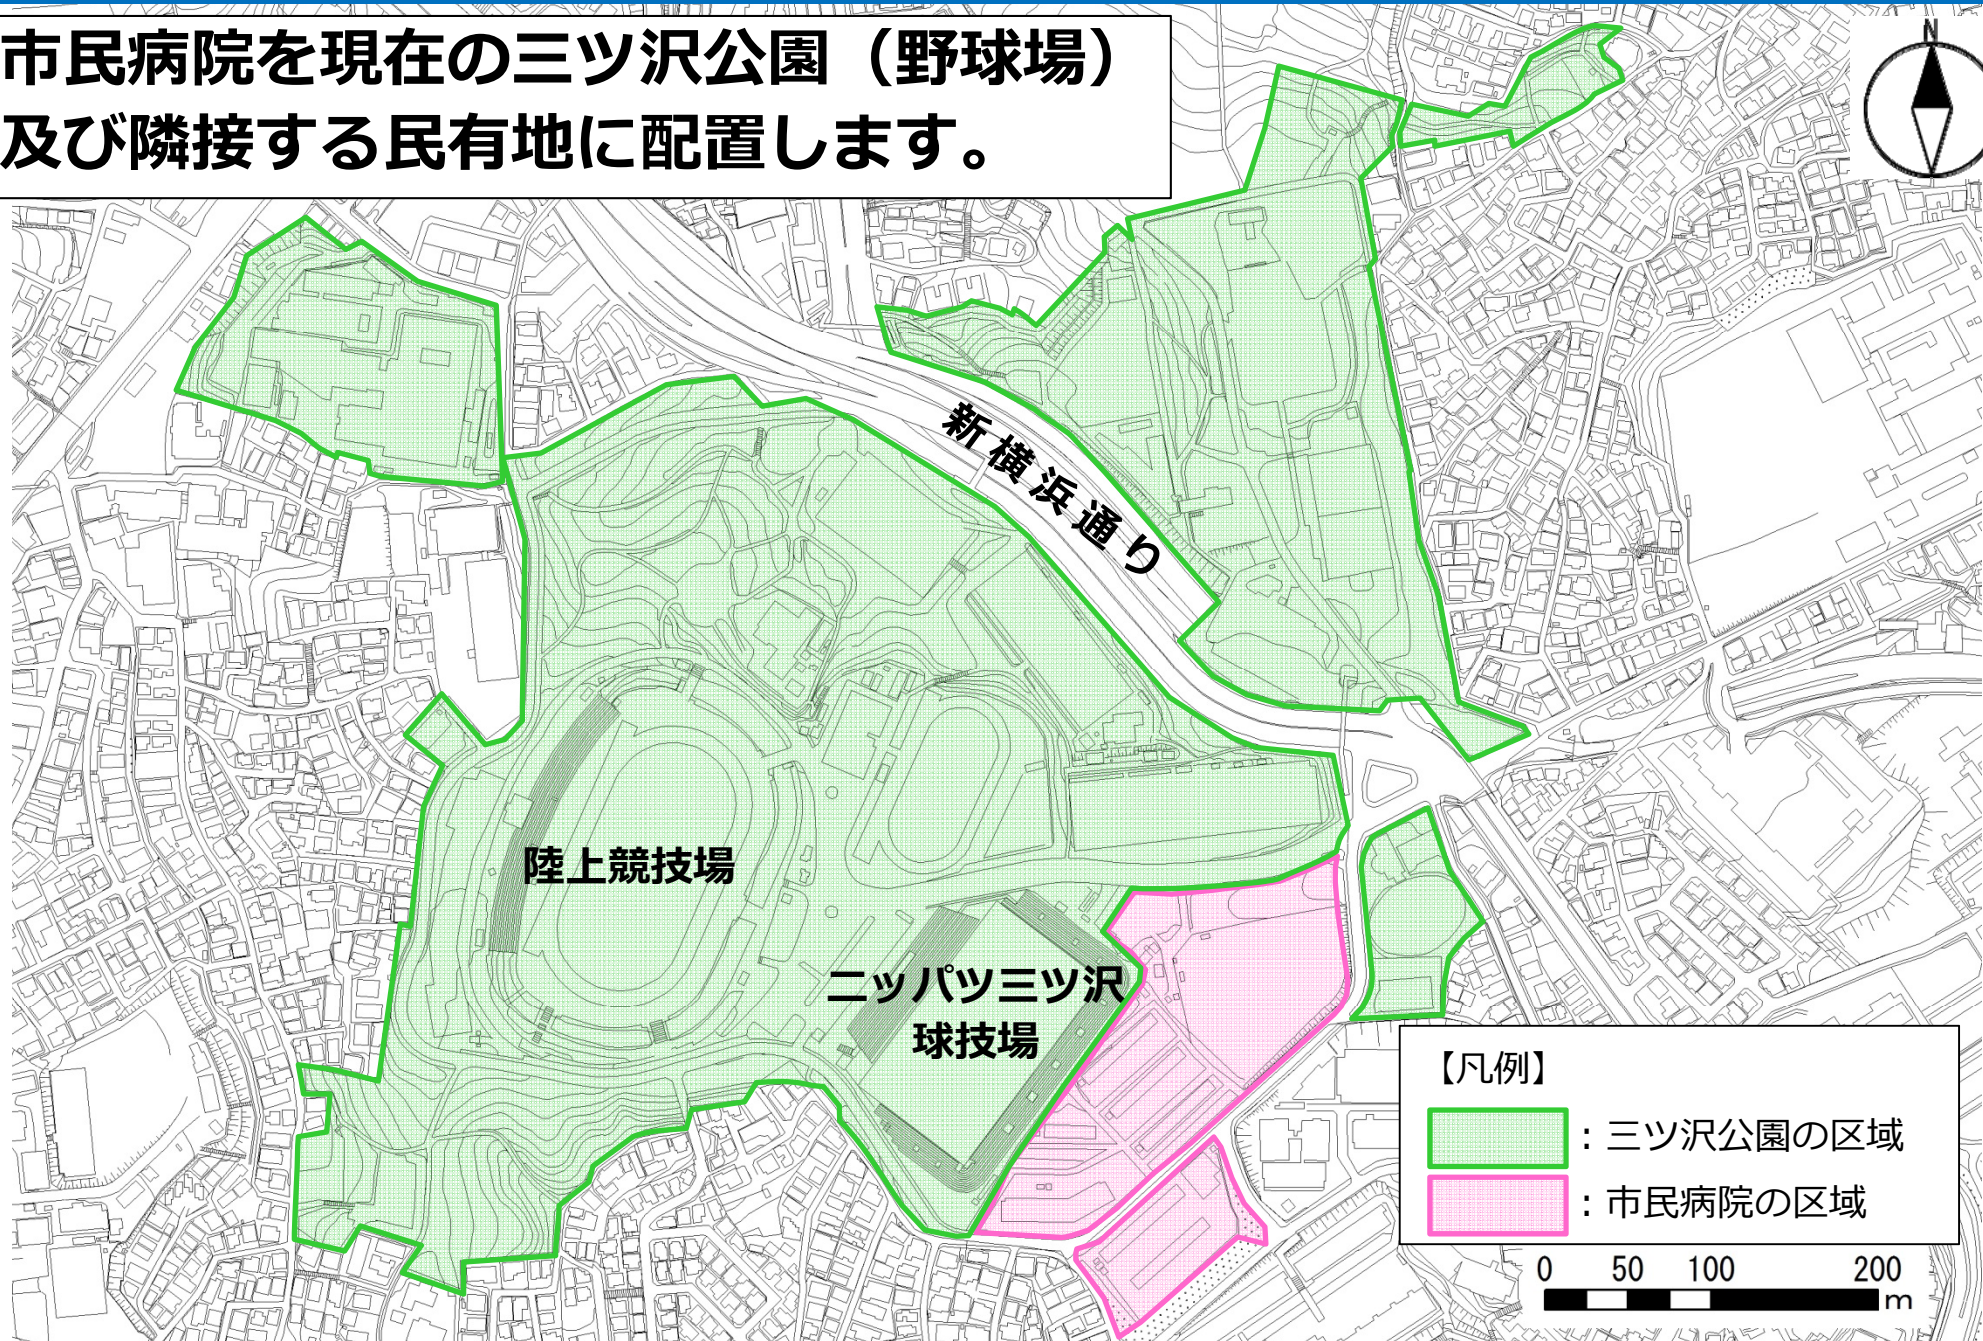 市民病院を現在の三ツ沢公園（野球場）
及び隣接する民有地に配置します。
N
新横浜通り
陸上競技場
ニッパツ三ツ沢
球技場
【凡例】
：三ツ沢公園の区域
：市民病院の区域
0 50 100 200
m